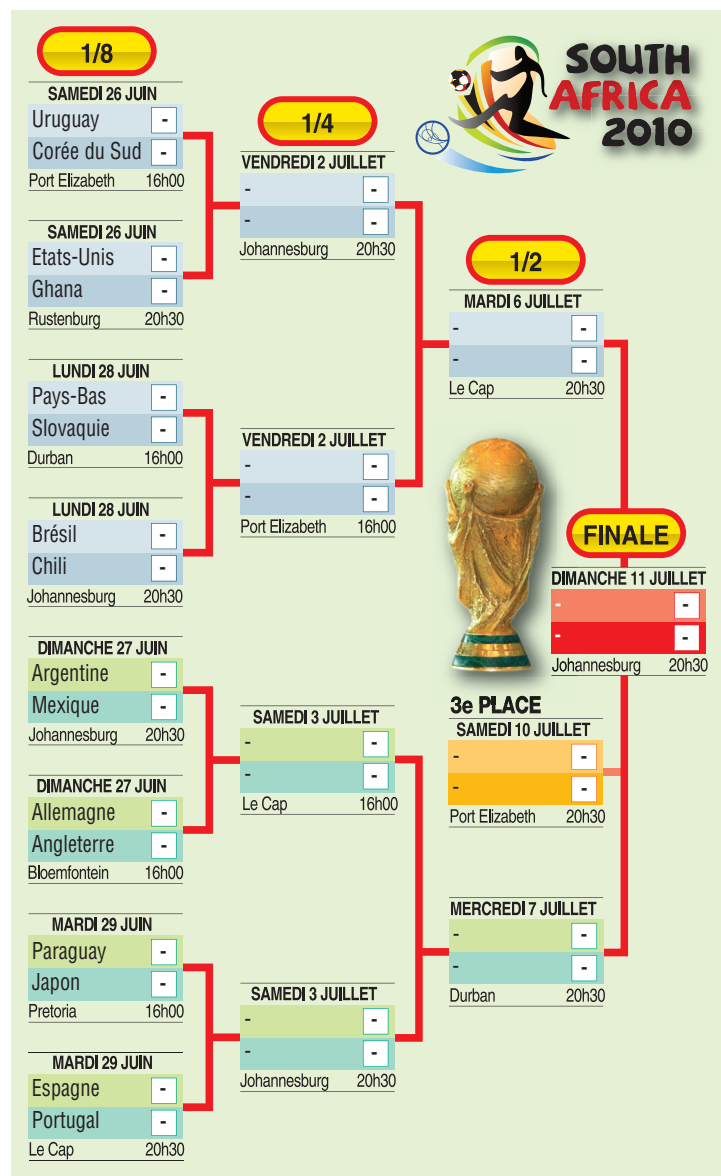 SOUTH
AFRICA
2010
1/8
SAMEDI 26 JUIN
Uruguay -
Corée du Sud -
Port Elizabeth 16h00
SAMEDI 26 JUIN
Etats-Unis -
Ghana -
Rustenburg 20h30
LUNDI 28 JUIN
Pays-Bas -
Slovaquie -
Durban 16h00
LUNDI 28 JUIN
Brésil -
Chili -
Johannesburg 20h30
DIMANCHE 27 JUIN
Argentine -
Mexique -
Johannesburg 20h30
DIMANCHE 27 JUIN
Allemagne -
Angleterre -
Bloemfontein 16h00
MARDI 29 JUIN
Paraguay -
Japon -
Pretoria 16h00
MARDI 29 JUIN
Espagne -
Portugal -
Le Cap 20h30
1/4
VENDREDI 2 JUILLET
- -
- -
Johannesburg 20h30
VENDREDI 2 JUILLET
- -
- -
Port Elizabeth 16h00
SAMEDI 3 JUILLET
- -
- -
Le Cap 16h00
SAMEDI 3 JUILLET
- -
- -
Johannesburg 20h30
1/2
MARDI 6 JUILLET
- -
- -
Le Cap 20h30
MERCREDI 7 JUILLET
- -
- -
Durban 20h30
FINALE
DIMANCHE 11 JUILLET
- -
- -
Johannesburg 20h30
3e PLACE
SAMEDI 10 JUILLET
- -
- -
Port Elizabeth 20h30